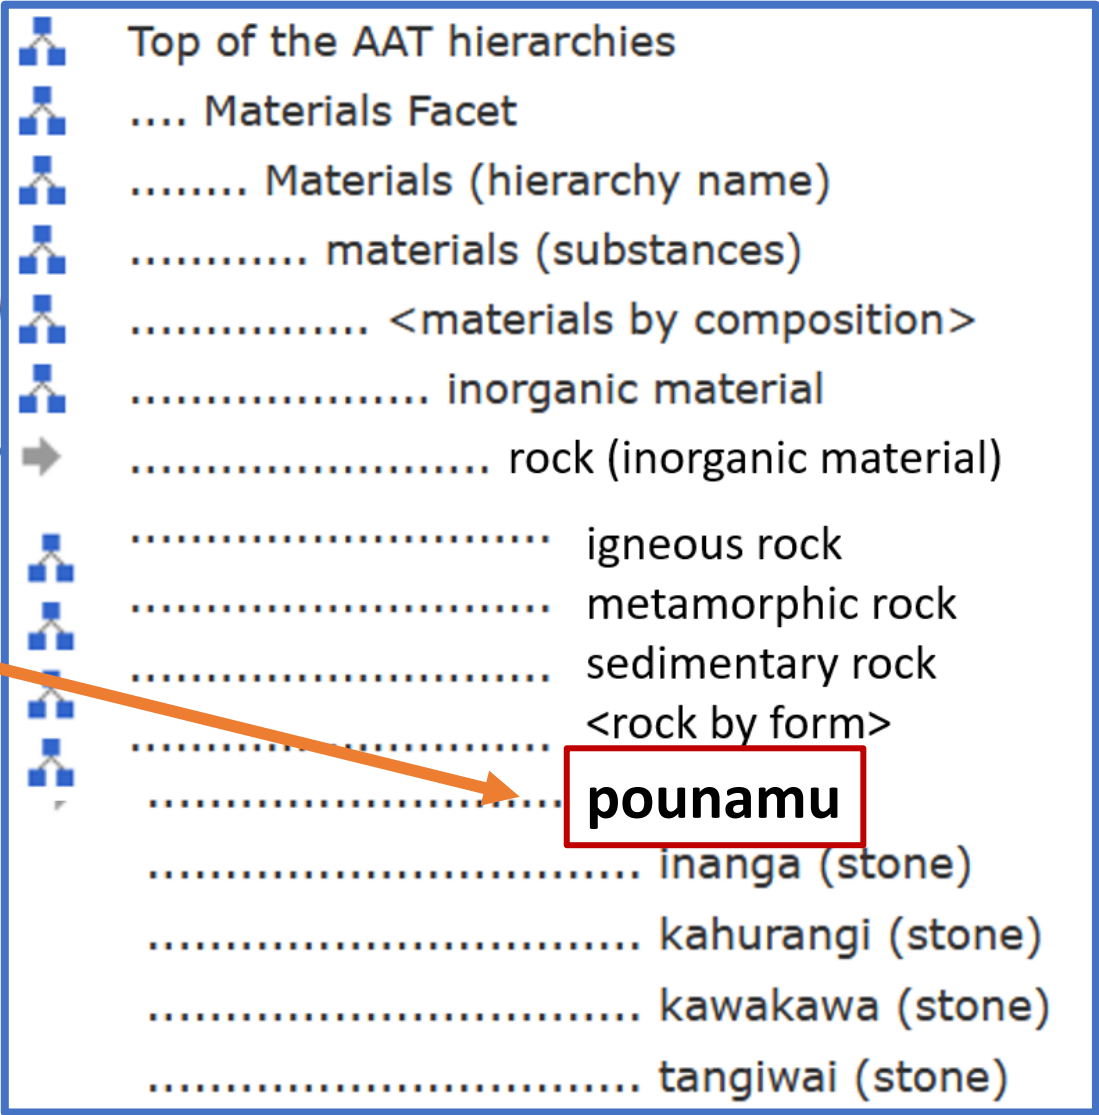 Top of the AAT hierarchies
.... Materials Facet
........ Materials (hierarchy name)
............ materials (substances)
................ <materials by composition>
.................... inorganic material
........................ rock (inorganic material)
............................ igneous rock
............................ metamorphic rock
............................ sedimentary rock
............................ <rock by form>
............................ pounamu
................................ inanga (stone)
................................ kahurangi (stone)
................................ kawakawa (stone)
................................ tangiwai (stone)